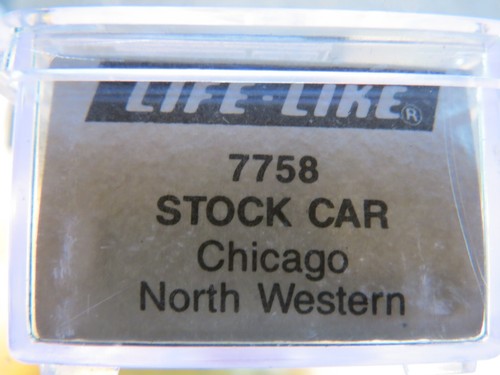 LIFE-LIKE®
7758
STOCK CAR
Chicago
North Western